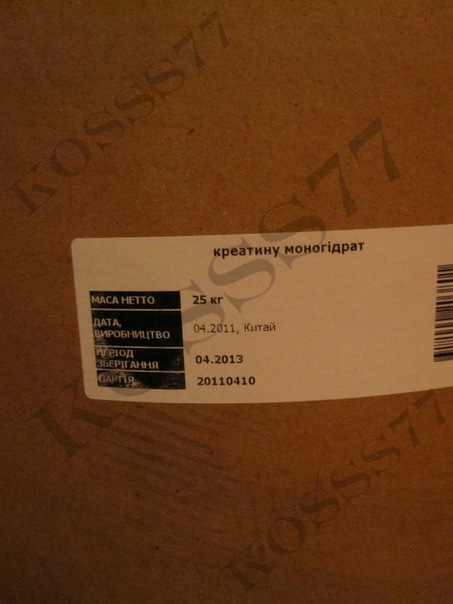 KOSSS77
KOSSS77
креатину моногідрат
МАСА НЕТТО 25 кг
ДАТА,
ВИРОБНИЦТВО 04.2011, Китай
ПЕРІОД
ЗБЕРІГАННЯ 04.2013
ПАРТІЯ 20110410
KOSSS77
KOSSS77